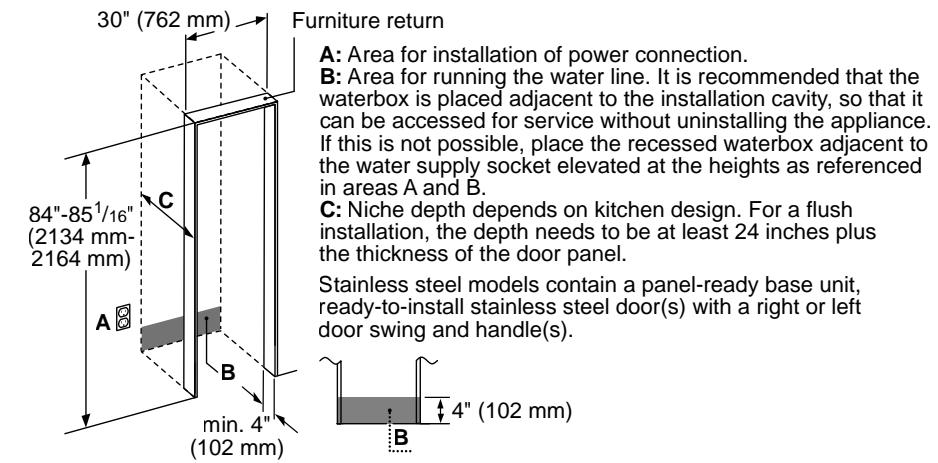 30" (762 mm)
Furniture return
A: Area for installation of power connection.
B: Area for running the water line. It is recommended that the
waterbox is placed adjacent to the installation cavity, so that it
can be accessed for service without uninstalling the appliance.
If this is not possible, place the recessed waterbox adjacent to
the water supply socket elevated at the heights as referenced
in areas A and B.
C: Niche depth depends on kitchen design. For a flush
installation, the depth needs to be at least 24 inches plus
the thickness of the door panel.
Stainless steel models contain a panel-ready base unit,
ready-to-install stainless steel door(s) with a right or left
door swing and handle(s).
C
84"-85 1/16"
(2134 mm-
2164 mm)
A
B
min. 4"
(102 mm)
4" (102 mm)
B